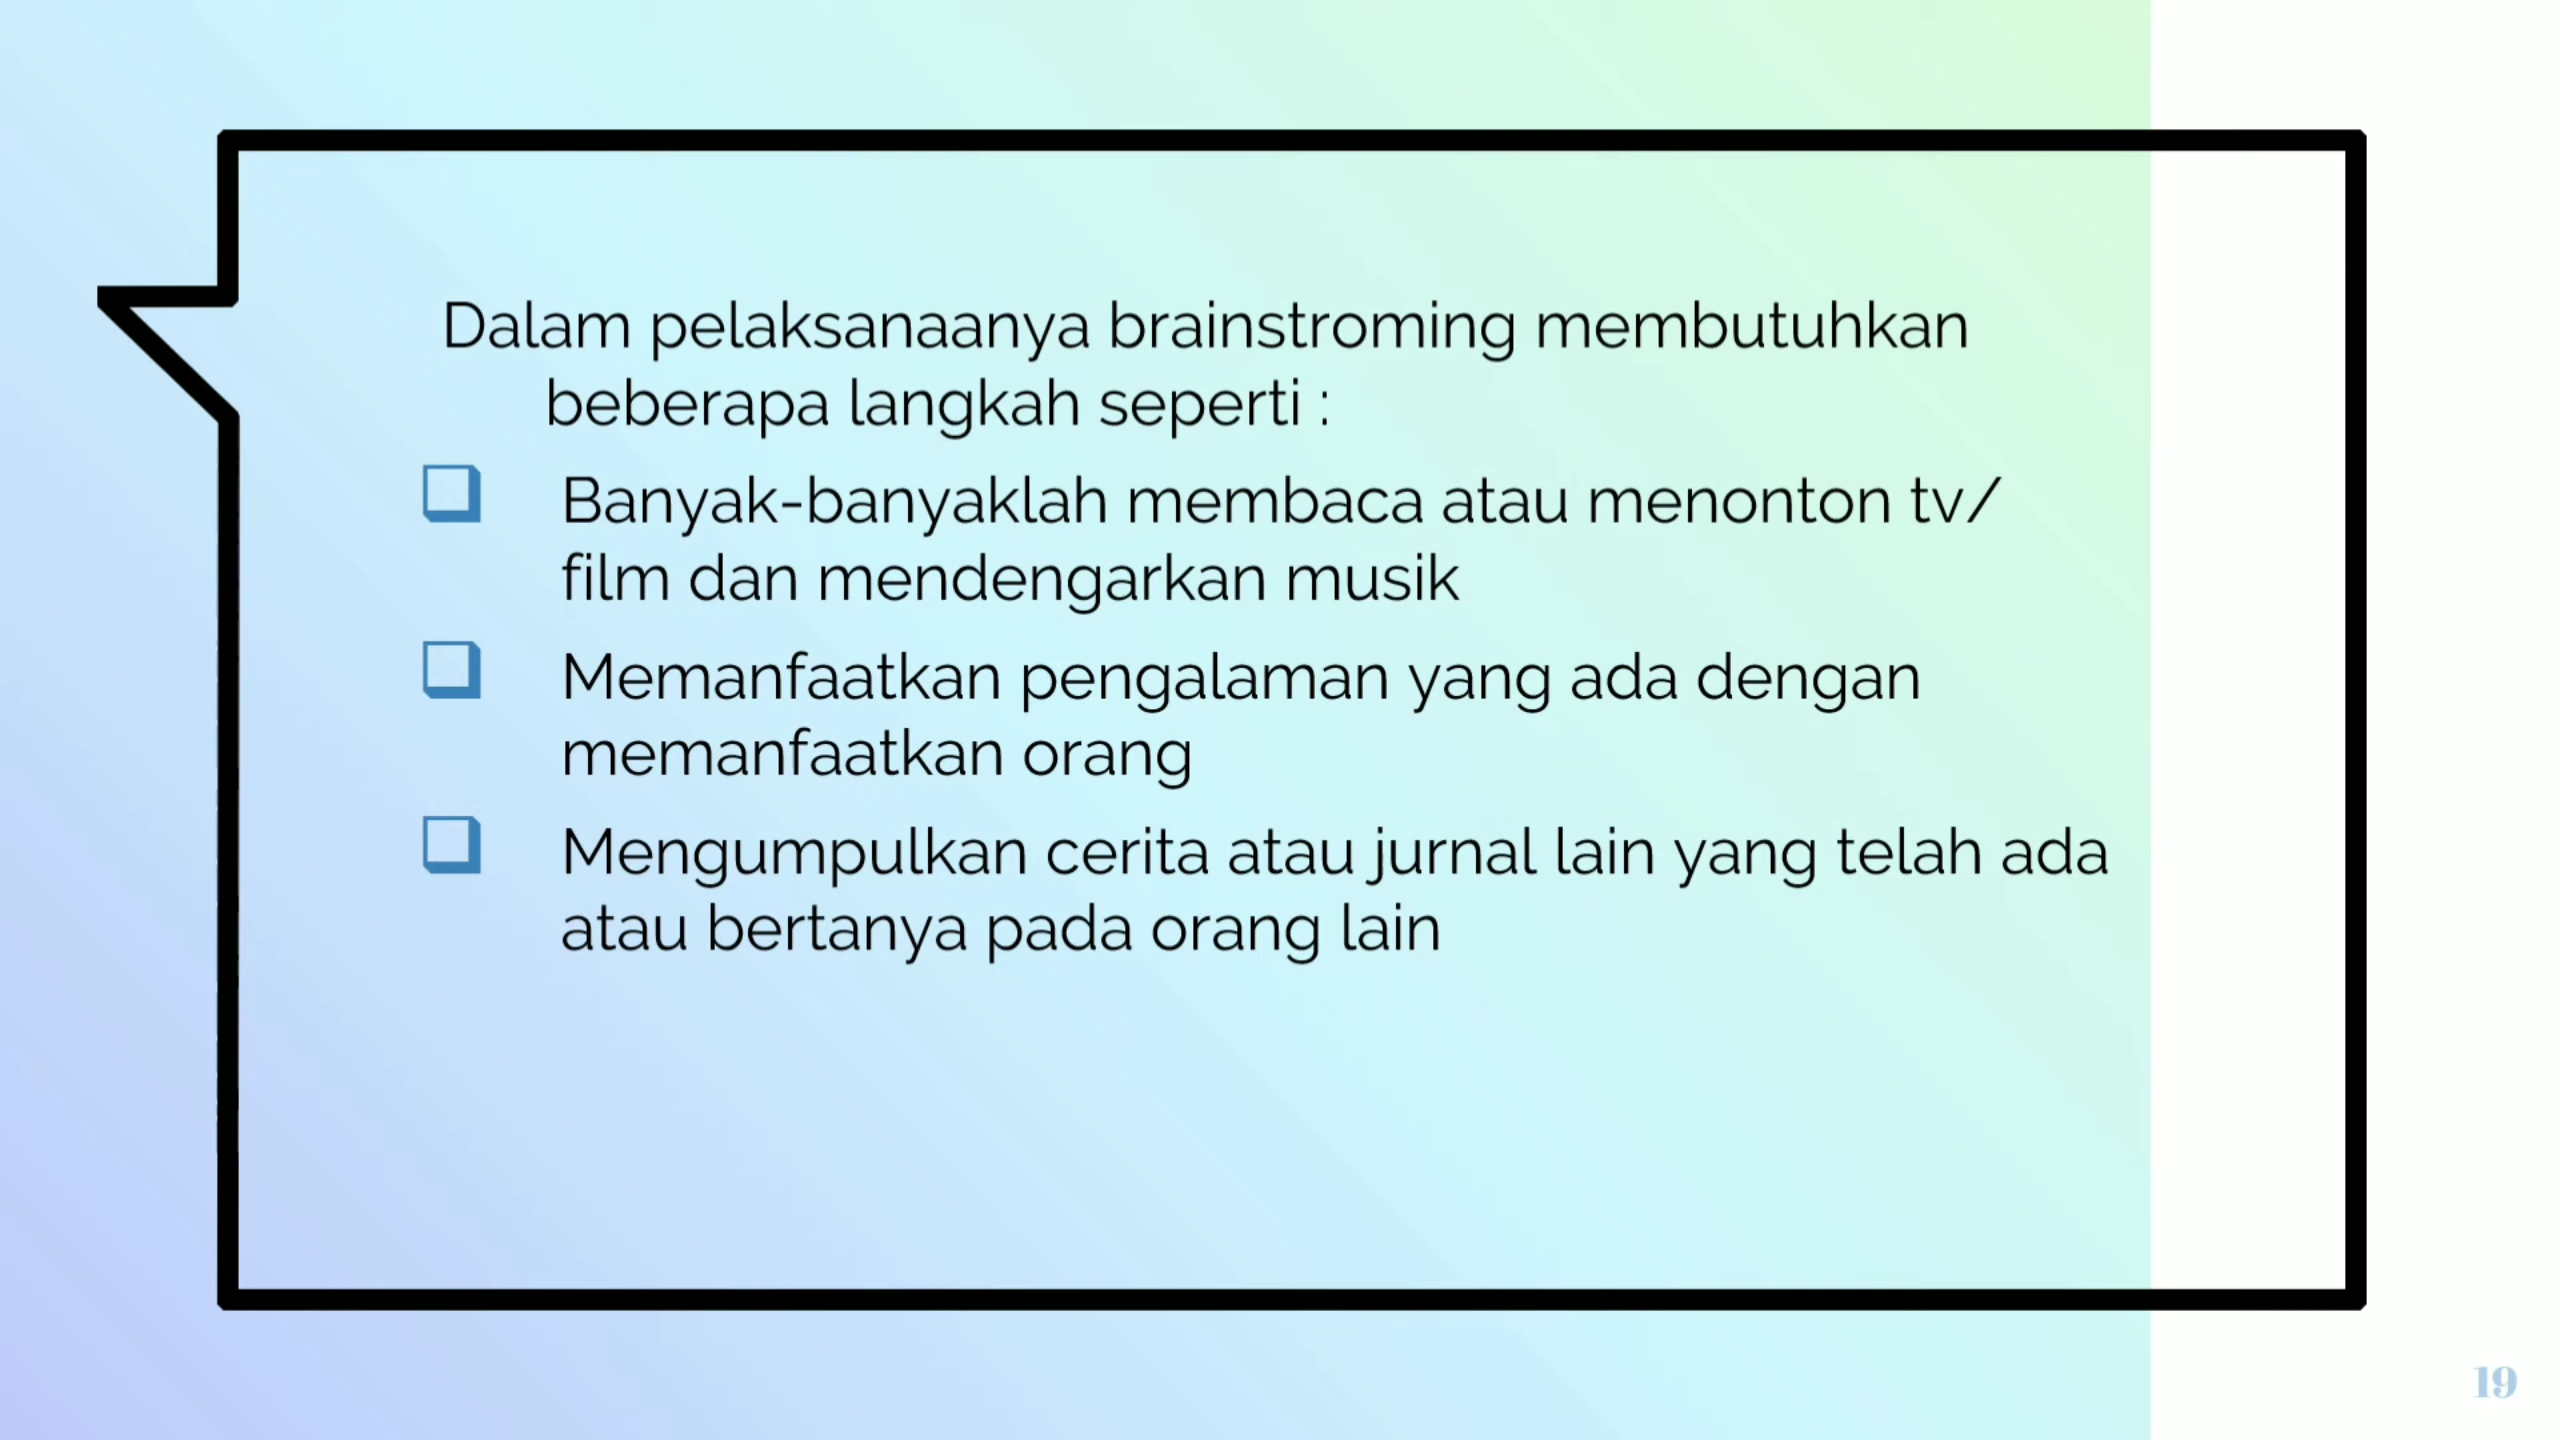 Dalam pelaksanaanya brainstroming membutuhkan
beberapa langkah seperti :
Banyak-banyaklah membaca atau menonton tv/
film dan mendengarkan musik
Memanfaatkan pengalaman yang ada dengan
memanfaatkan orang
Mengumpulkan cerita atau jurnal lain yang telah ada
atau bertanya pada orang lain
19